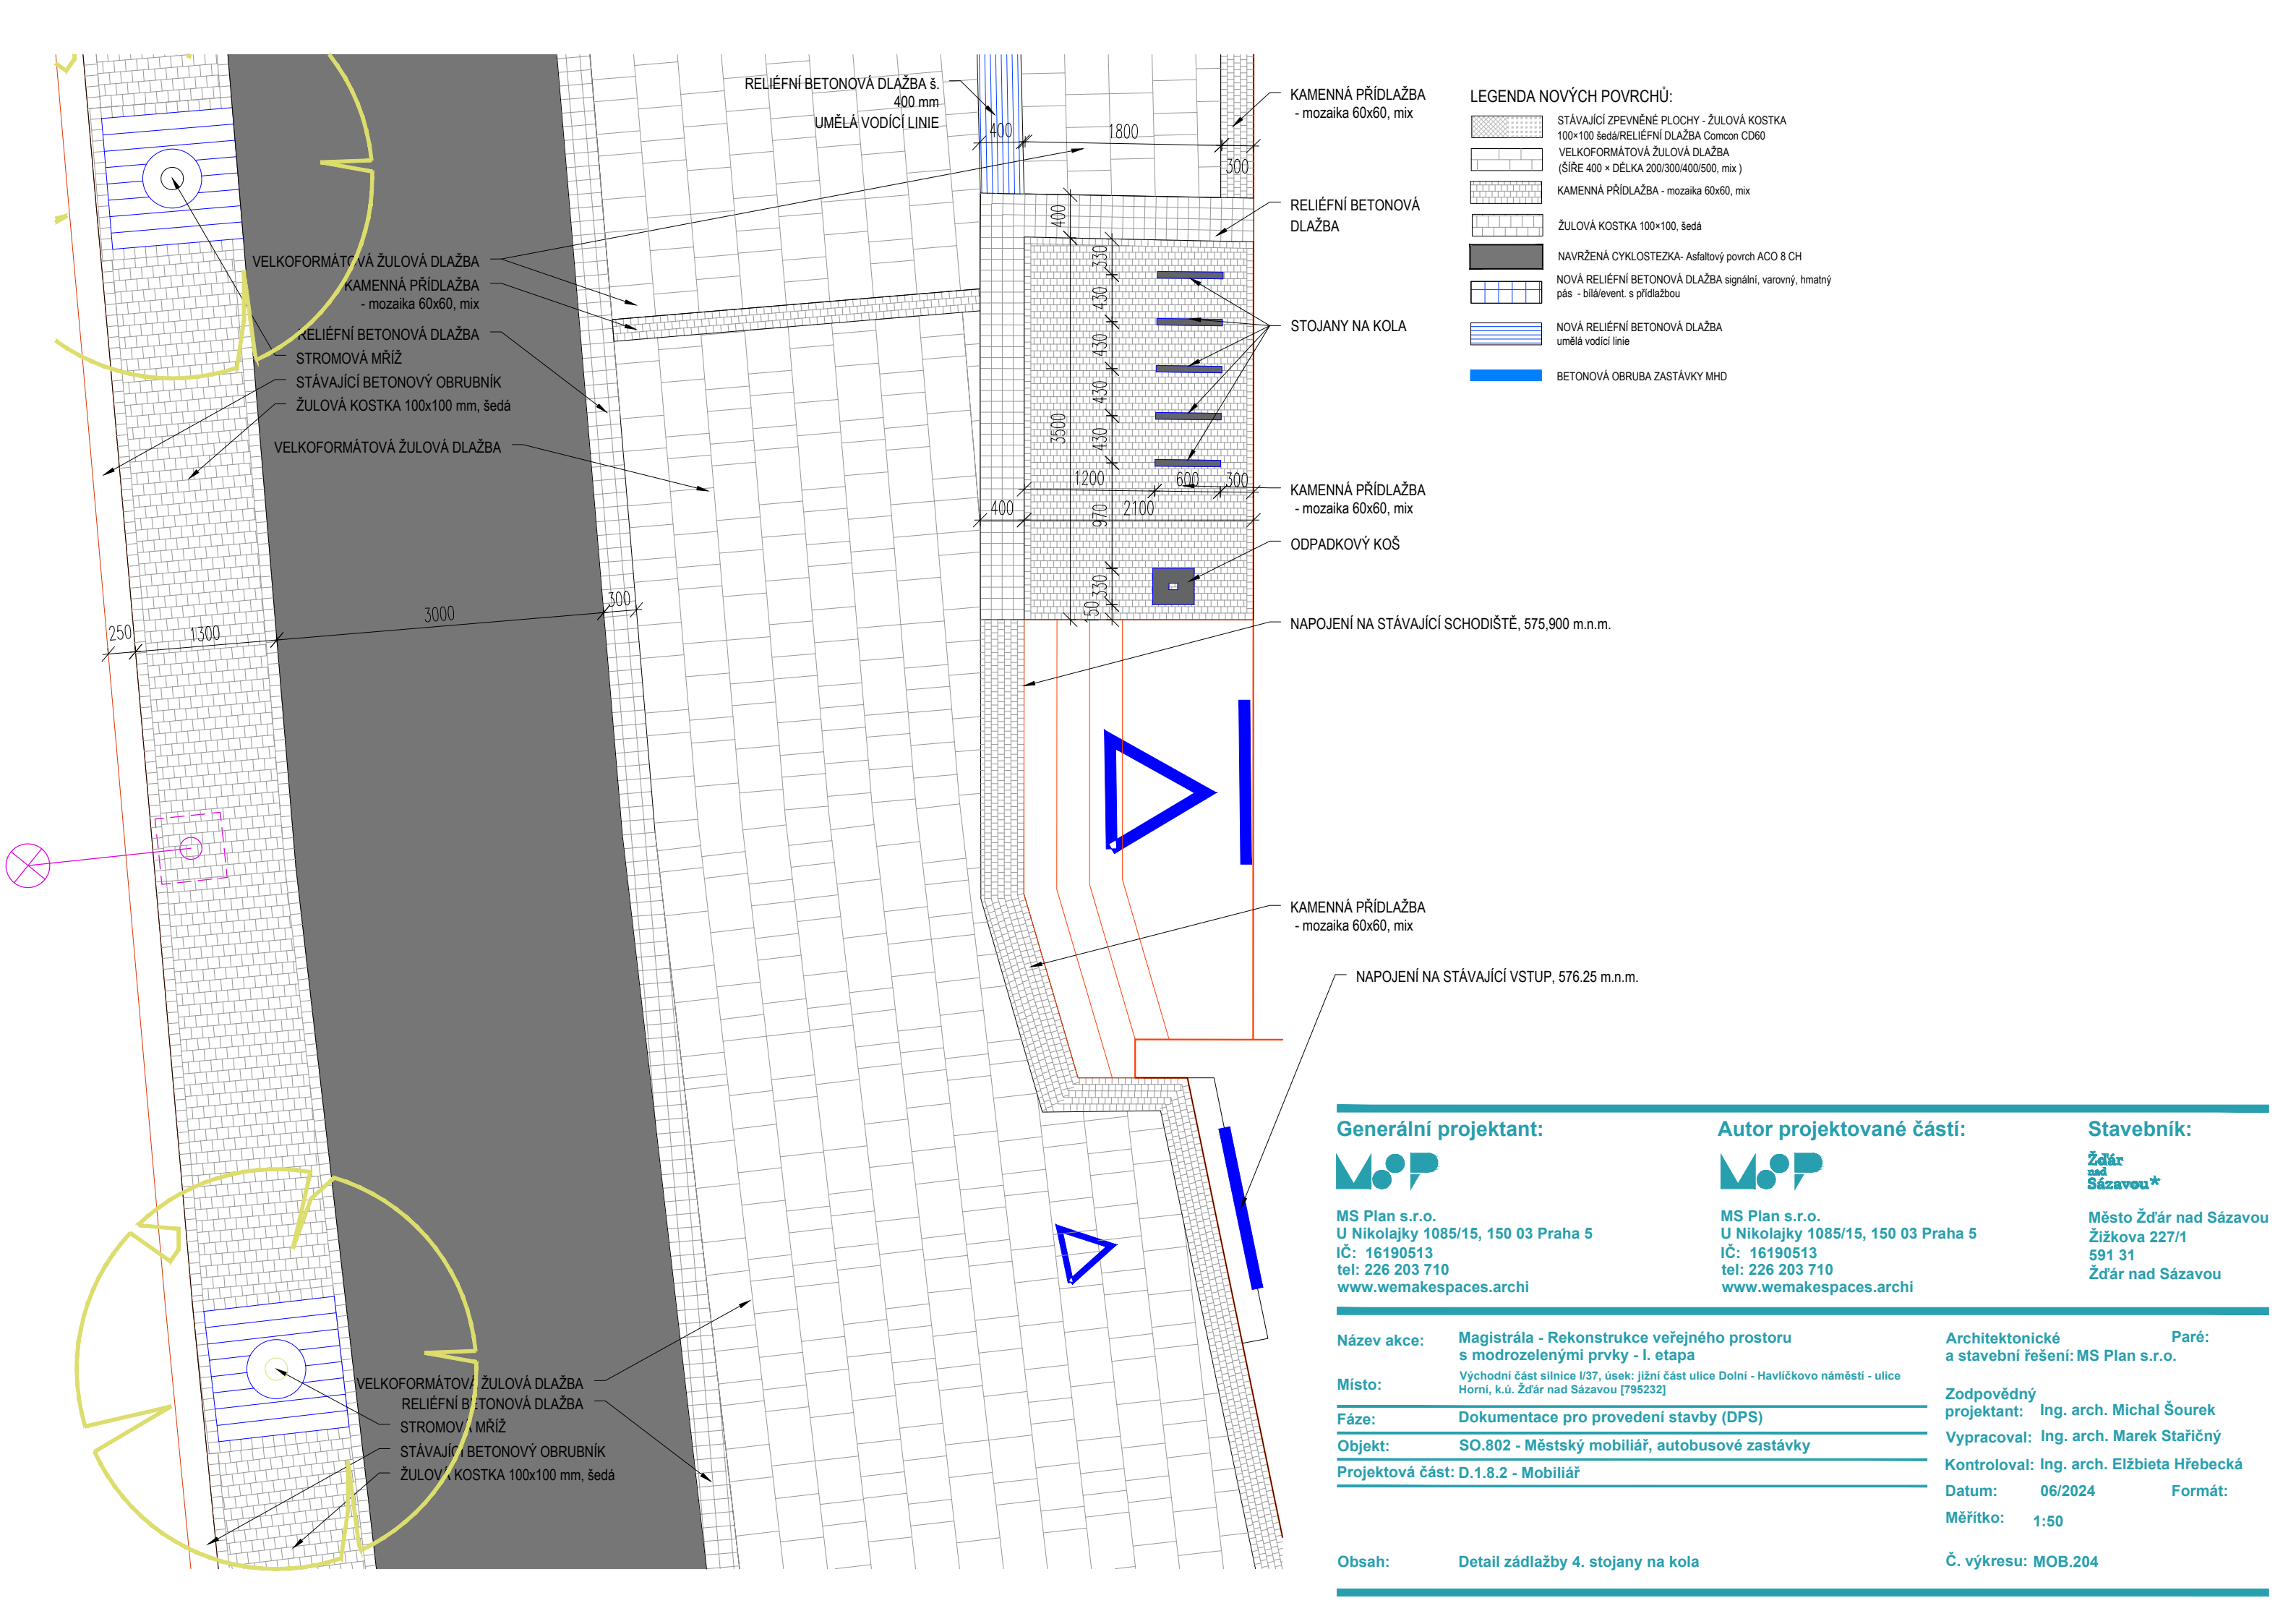 RELIÉFNÍ BETONOVÁ DLAŽBA š.
400 mm
UMĚLÁ VODÍCÍ LINIE
400
1800
300
KAMENNÁ PŘÍDLAŽBA
- mozaika 60x60, mix
RELIÉFNÍ BETONOVÁ
DLAŽBA
VELKOFORMÁTOVÁ ŽULOVÁ DLAŽBA
KAMENNÁ PŘÍDLAŽBA
- mozaika 60x60, mix
RELIÉFNÍ BETONOVÁ DLAŽBA
STROMOVÁ MŘÍŽ
STÁVAJÍCÍ BETONOVÝ OBRUBNÍK
ŽULOVÁ KOSTKA 100x100 mm, šedá
VELKOFORMÁTOVÁ ŽULOVÁ DLAŽBA
400
330
430
430
430
430
3500
STOJANY NA KOLA
1200
600
300
400
2100
970
330
150
KAMENNÁ PŘÍDLAŽBA
- mozaika 60x60, mix
ODPADKOVÝ KOŠ
NAPOJENÍ NA STÁVAJÍCÍ SCHODIŠTĚ, 575,900 m.n.m.
250
1300
3000
300
KAMENNÁ PŘÍDLAŽBA
- mozaika 60x60, mix
NAPOJENÍ NA STÁVAJÍCÍ VSTUP, 576.25 m.n.m.
VELKOFORMÁTOVÁ ŽULOVÁ DLAŽBA
RELIÉFNÍ BETONOVÁ DLAŽBA
STROMOVÁ MŘÍŽ
STÁVAJÍCÍ BETONOVÝ OBRUBNÍK
ŽULOVÁ KOSTKA 100x100 mm, šedá
LEGENDA NOVÝCH POVRCHŮ:
STÁVAJÍCÍ ZPEVNĚNÉ PLOCHY - ŽULOVÁ KOSTKA
100×100 šedá/RELIÉFNÍ DLAŽBA Comcon CD60
VELKOFORMÁTOVÁ ŽULOVÁ DLAŽBA
(ŠÍŘE 400 × DÉLKA 200/300/400/500, mix )
KAMENNÁ PŘÍDLAŽBA - mozaika 60x60, mix
ŽULOVÁ KOSTKA 100×100, šedá
NAVRŽENÁ CYKLOSTEZKA- Asfaltový povrch ACO 8 CH
NOVÁ RELIÉFNÍ BETONOVÁ DLAŽBA signální, varovný, hmatný
pás - bílá/event. s přídlažbou
NOVÁ RELIÉFNÍ BETONOVÁ DLAŽBA
umělá vodící linie
BETONOVÁ OBRUBA ZASTÁVKY MHD
Generální projektant:
MSP
MS Plan s.r.o.
U Nikolajky 1085/15, 150 03 Praha 5
IČ: 16190513
tel: 226 203 710
www.wemakespaces.archi
Autor projektované částí:
MSP
MS Plan s.r.o.
U Nikolajky 1085/15, 150 03 Praha 5
IČ: 16190513
tel: 226 203 710
www.wemakespaces.archi
Stavebník:
Žďár
nad
Sázavou*
Město Žďár nad Sázavou
Žižkova 227/1
591 31
Žďár nad Sázavou
Název akce: Magistrála - Rekonstrukce veřejného prostoru
s modrozelenými prvky - I. etapa
Místo: Východní část silnice I/37, úsek: jižní část ulice Dolní - Havlíčkovo náměstí - ulice
Horní, k.ú. Žďár nad Sázavou [795232]
Fáze: Dokumentace pro provedení stavby (DPS)
Objekt: SO.802 - Městský mobiliář, autobusové zastávky
Projektová část: D.1.8.2 - Mobiliář
Obsah: Detail zádlažby 4. stojany na kola
Architektonické Paré:
a stavební řešení: MS Plan s.r.o.
Zodpovědný
projektant: Ing. arch. Michal Šourek
Vypracoval: Ing. arch. Marek Stařičný
Kontroloval: Ing. arch. Elžbieta Hřebecká
Datum: 06/2024 Formát:
Měřítko: 1:50
Č. výkresu: MOB.204